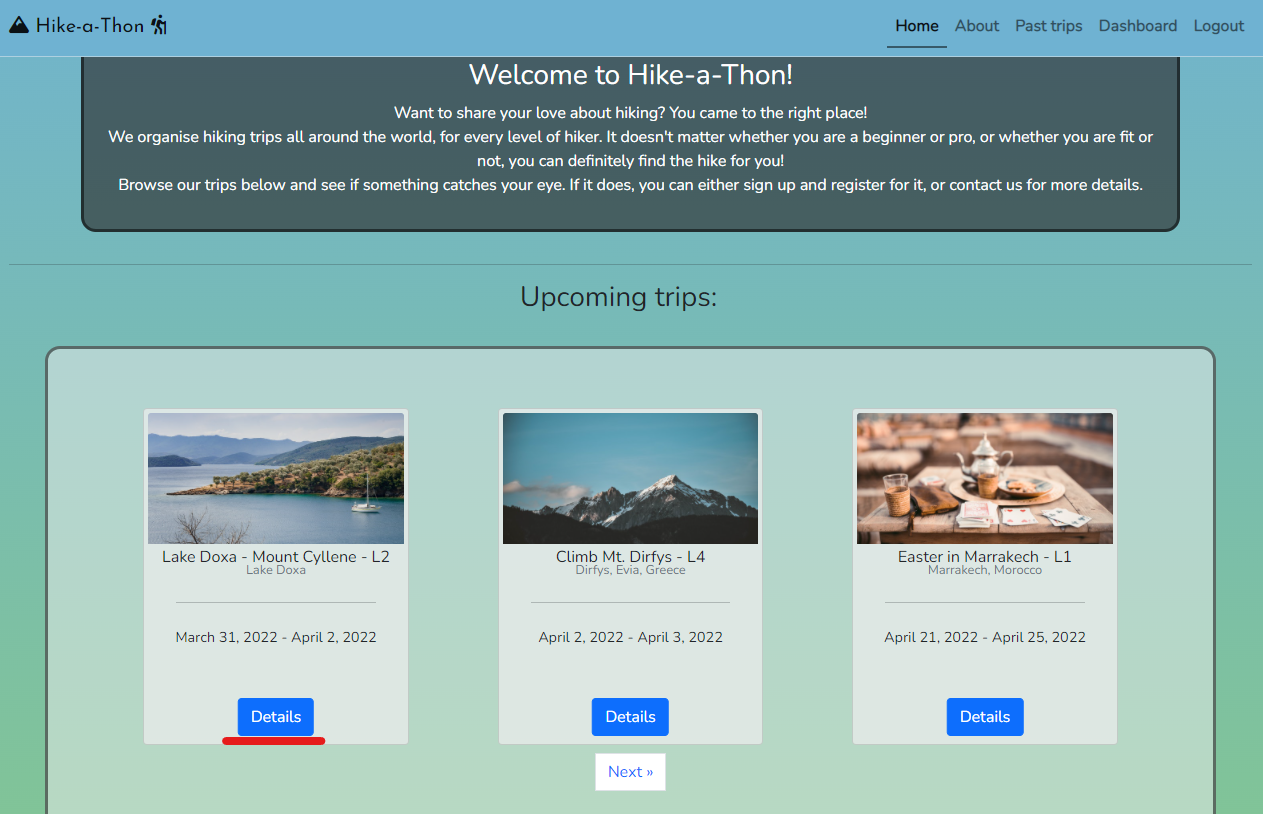 Hike-a-Thon
Home About Past trips Dashboard Logout
Welcome to Hike-a-Thon!
Want to share your love about hiking? You came to the right place!
We organise hiking trips all around the world, for every level of hiker. It doesn't matter whether you are a beginner or pro, or whether you are fit or
not, you can definitely find the hike for you!
Browse our trips below and see if something catches your eye. If it does, you can either sign up and register for it, or contact us for more details.
Upcoming trips:
Lake Doxa - Mount Cyllene - L2
Lake Doxa
March 31, 2022 - April 2, 2022
Details
Climb Mt. Dirfys - L4
Dirfys, Evia, Greece
April 2, 2022 - April 3, 2022
Details
Easter in Marrakech - L1
Marrakech, Morocco
April 21, 2022 - April 25, 2022
Details
Next »